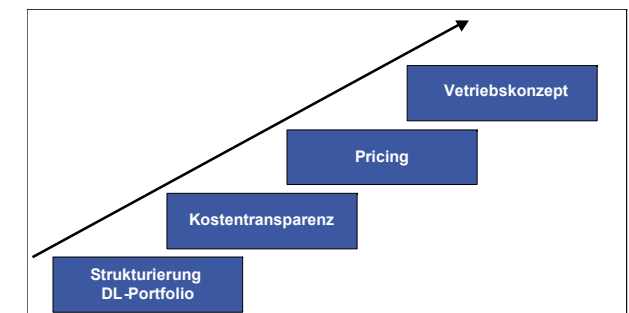 Vetriebskonzept
Pricing
Kostentransparenz
Strukturierung
DL-Portfolio